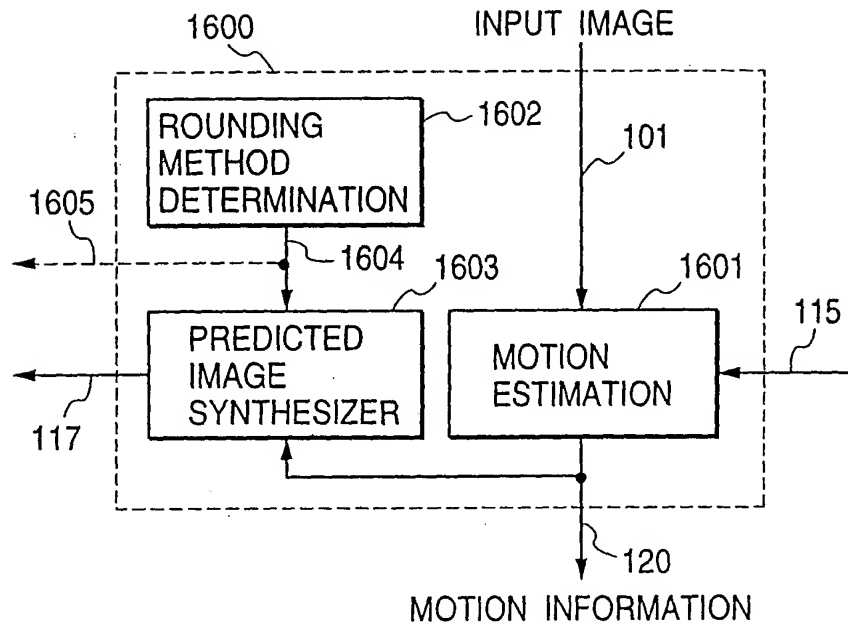 1600
INPUT IMAGE
ROUNDING
METHOD
DETERMINATION
1602
101
1605
1604
1603
1601
PREDICTED
IMAGE
SYNTHESIZER
MOTION
ESTIMATION
115
117
120
MOTION INFORMATION